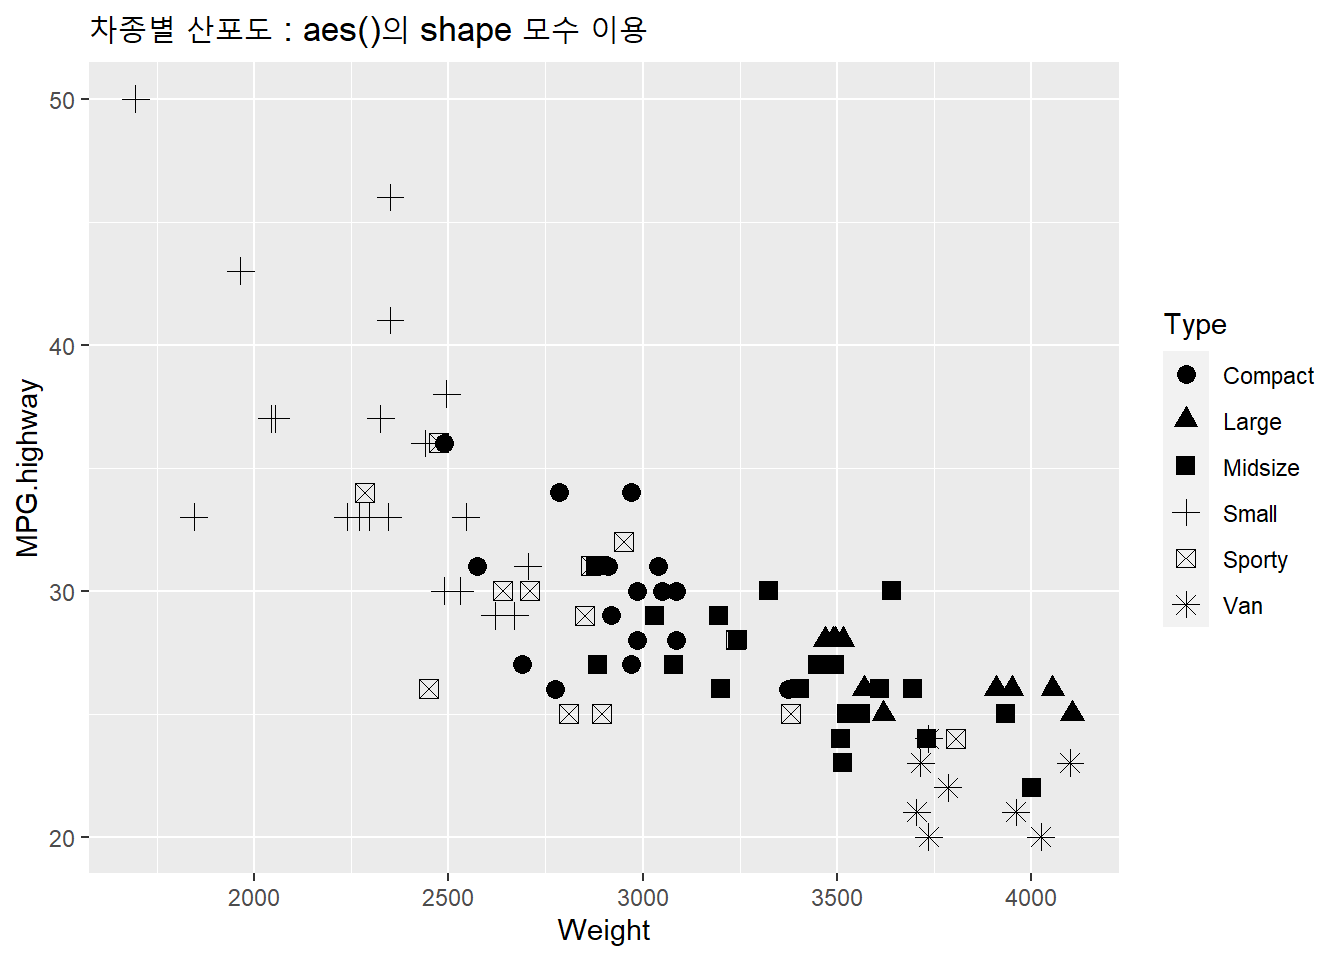 차종별 산포도 : aes()의 shape 모수 이용
50
40
30
20
MPG.highway
2000 2500 3000 3500 4000
Weight
Type
Compact
Large
Midsize
Small
Sporty
Van